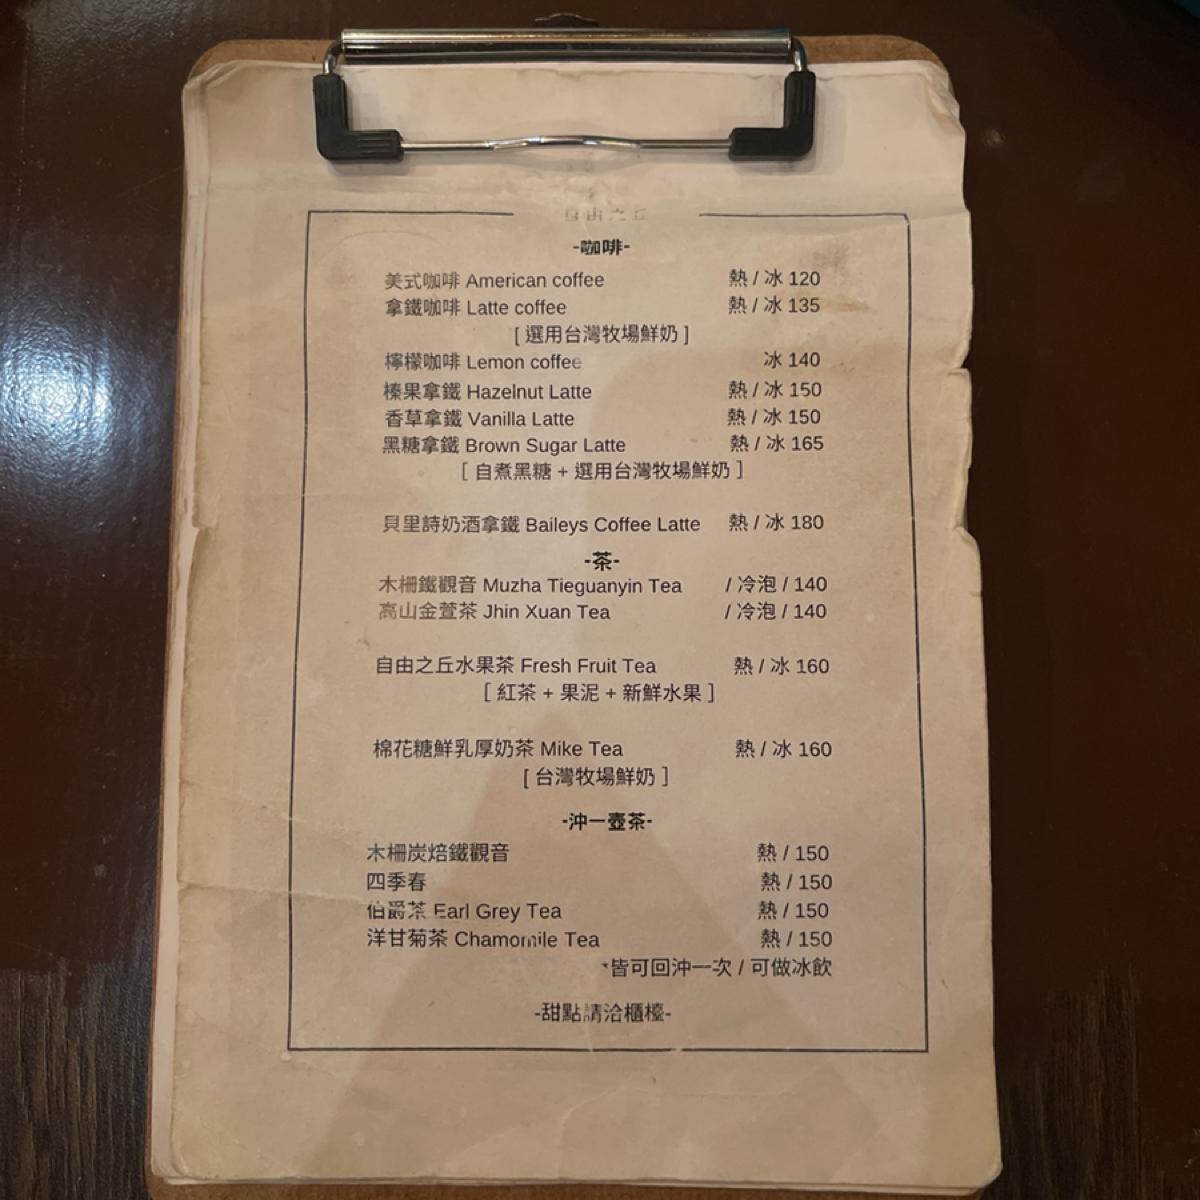 自由之丘
-咖啡-
美式咖啡 American coffee 熱 / 冰 120
拿鐵咖啡 Latte coffee 熱 / 冰 135
[ 選用台灣牧場鮮奶 ]
檸檬咖啡 Lemon coffee 冰 140
榛果拿鐵 Hazelnut Latte 熱 / 冰 150
香草拿鐵 Vanilla Latte 熱 / 冰 150
黑糖拿鐵 Brown Sugar Latte 熱 / 冰 165
[ 自煮黑糖 + 選用台灣牧場鮮奶 ]
貝里詩奶酒拿鐵 Baileys Coffee Latte 熱 / 冰 180
-茶-
木柵鐵觀音 Muzha Tieguanyin Tea / 冷泡 / 140
高山金萱茶 Jhin Xuan Tea / 冷泡 / 140
自由之丘水果茶 Fresh Fruit Tea 熱 / 冰 160
[ 紅茶 + 果泥 + 新鮮水果 ]
棉花糖鮮乳厚奶茶 Mike Tea 熱 / 冰 160
[ 台灣牧場鮮奶 ]
-沖一壺茶-
木柵炭焙鐵觀音 熱 / 150
四季春 熱 / 150
伯爵茶 Earl Grey Tea 熱 / 150
洋甘菊茶 Chamomile Tea 熱 / 150
*皆可回沖一次 / 可做冰飲
-甜點請洽櫃檯-